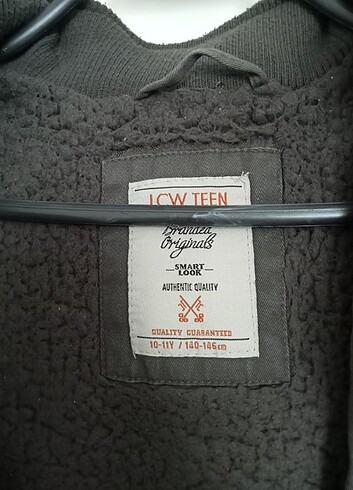 LCW TEEN
Branded
Originals
SMART
LOOK
AUTHENTIC QUALITY
QUALITY GUARANTEED
10-11Y / 140-146cm